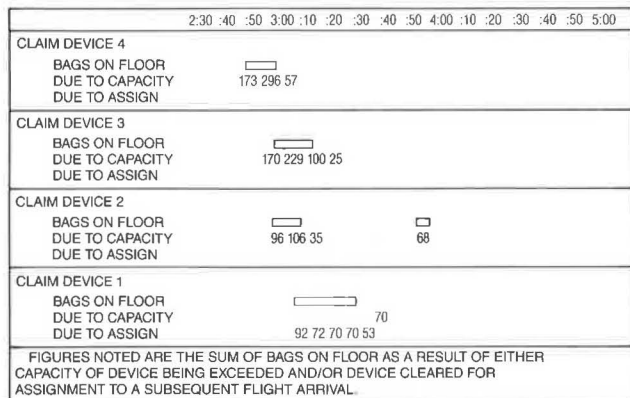 2:30 :40 :50 3:00 :10 :20 :30 :40 :50 4:00 :10 :20 :30 :40 :50 5:00
CLAIM DEVICE 4
BAGS ON FLOOR
DUE TO CAPACITY 173 296 57
DUE TO ASSIGN
CLAIM DEVICE 3
BAGS ON FLOOR
DUE TO CAPACITY 170 229 100 25
DUE TO ASSIGN
CLAIM DEVICE 2
BAGS ON FLOOR
DUE TO CAPACITY 96 106 35 68
DUE TO ASSIGN
CLAIM DEVICE 1
BAGS ON FLOOR
DUE TO CAPACITY 70
DUE TO ASSIGN 92 72 70 70 53
FIGURES NOTED ARE THE SUM OF BAGS ON FLOOR AS A RESULT OF EITHER
CAPACITY OF DEVICE BEING EXCEEDED AND/OR DEVICE CLEARED FOR
ASSIGNMENT TO A SUBSEQUENT FLIGHT ARRIVAL.